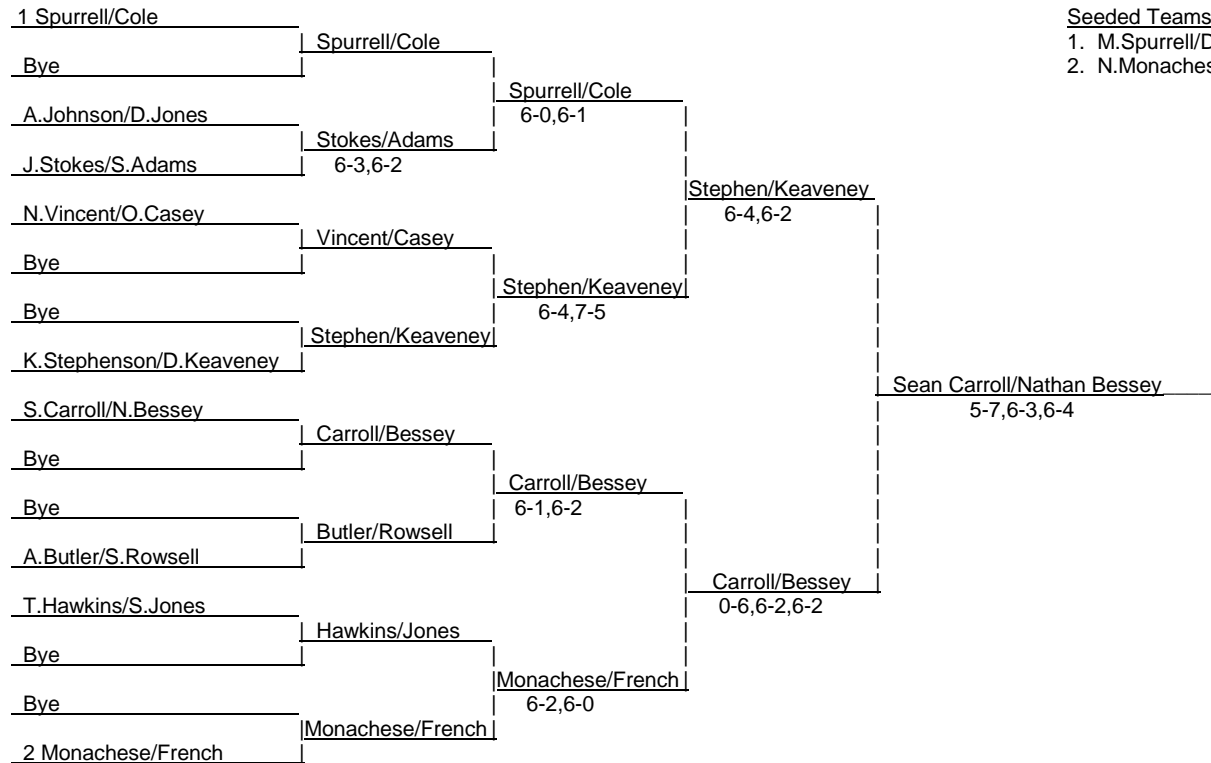 1 Spurrell/Cole
Seeded Teams
Spurrell/Cole
1. M.Spurrell/D
Bye
2. N.Monaches
Spurrell/Cole
A.Johnson/D.Jones
6-0,6-1
Stokes/Adams
J.Stokes/S.Adams
6-3,6-2
Stephen/Keaveney
N.Vincent/O.Casey
6-4,6-2
Vincent/Casey
Bye
Stephen/Keaveney
Bye
6-4,7-5
Stephen/Keaveney
K.Stephenson/D.Keaveney
Sean Carroll/Nathan Bessey
S.Carroll/N.Bessey
5-7,6-3,6-4
Carroll/Bessey
Bye
Carroll/Bessey
Bye
6-1,6-2
Butler/Rowsell
A.Butler/S.Rowsell
Carroll/Bessey
T.Hawkins/S.Jones
0-6,6-2,6-2
Hawkins/Jones
Bye
Monachese/French
Bye
6-2,6-0
Monachese/French
2 Monachese/French